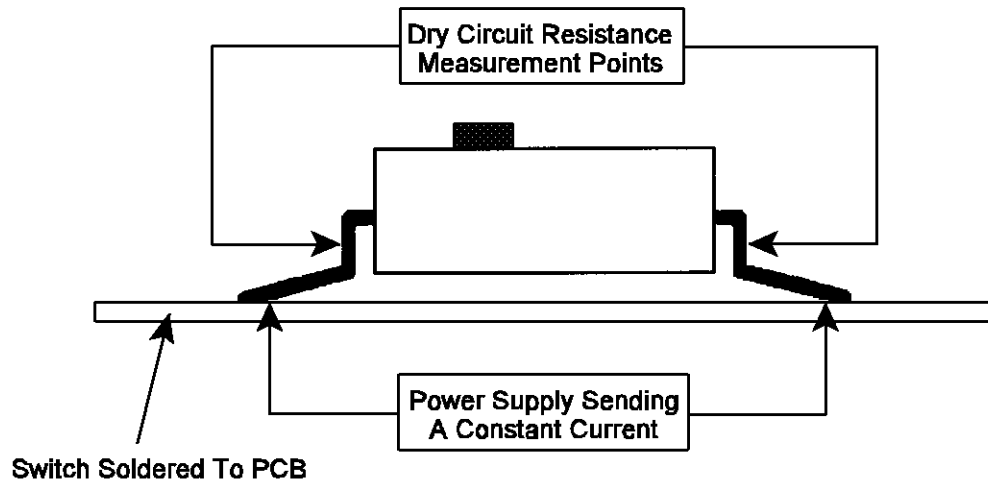 Dry Circuit Resistance
Measurement Points
Power Supply Sending
A Constant Current
Switch Soldered To PCB